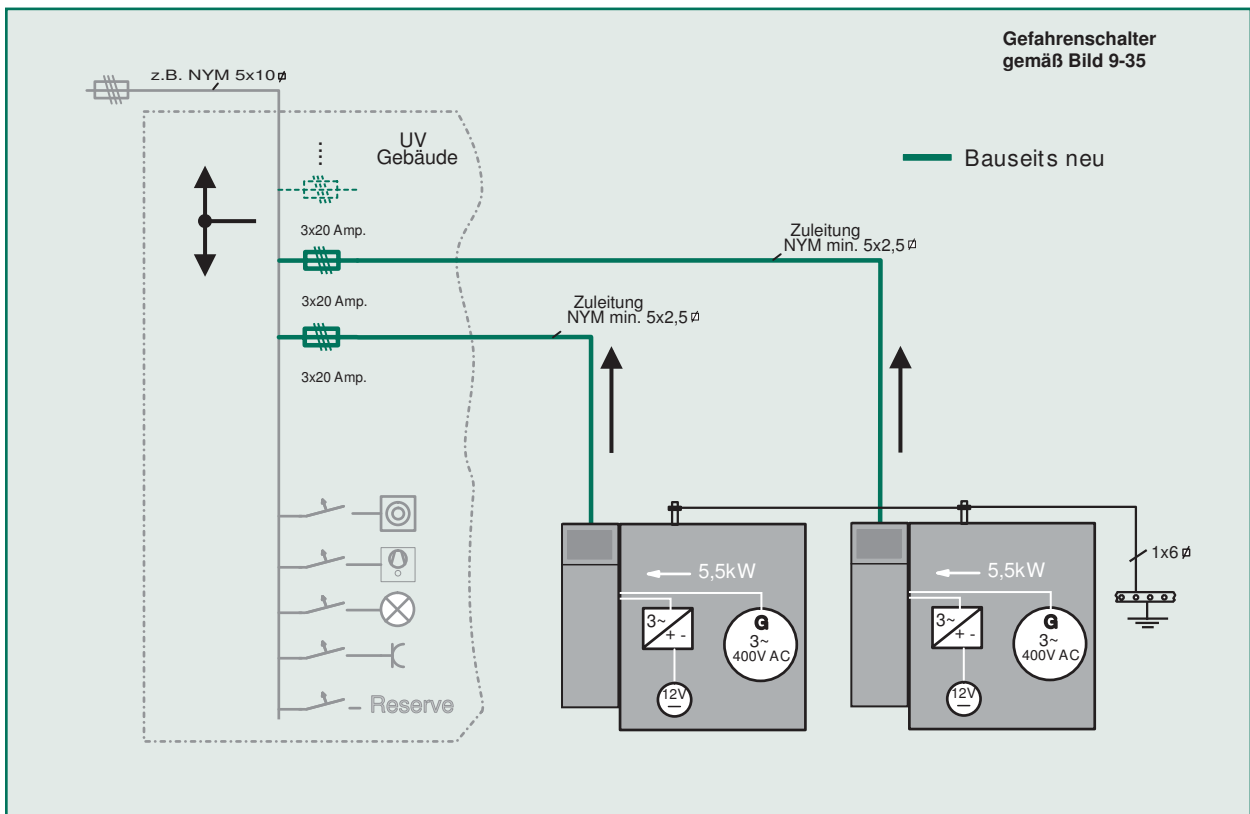 Gefahrenschalter
gemäß Bild 9-35
z.B. NYM 5x10⌀
UV
Gebäude
Bauseits neu
3x20 Amp.
Zuleitung
NYM min. 5x2,5⌀
3x20 Amp.
Zuleitung
NYM min. 5x2,5⌀
3x20 Amp.
1x6⌀
5,5kW
5,5kW
3~
+ -
G
3~
400V AC
3~
+ -
G
3~
400V AC
12V
12V
Reserve